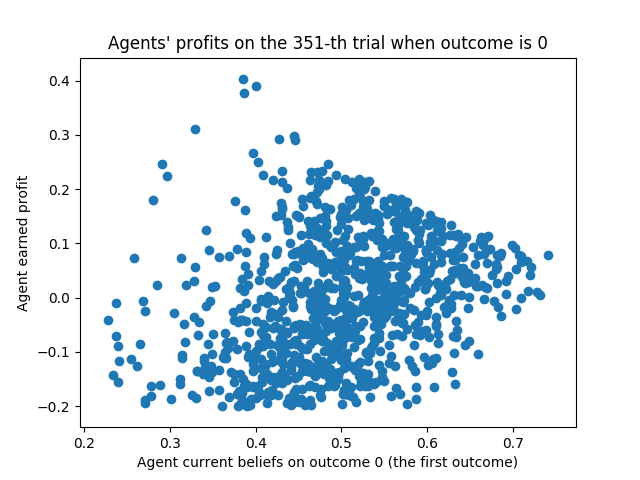 Agents' profits on the 351-th trial when outcome is 0
0.4
0.3
0.2
0.1
0.0
−0.1
−0.2
Agent earned profit
0.2 0.3 0.4 0.5 0.6 0.7
Agent current beliefs on outcome 0 (the first outcome)